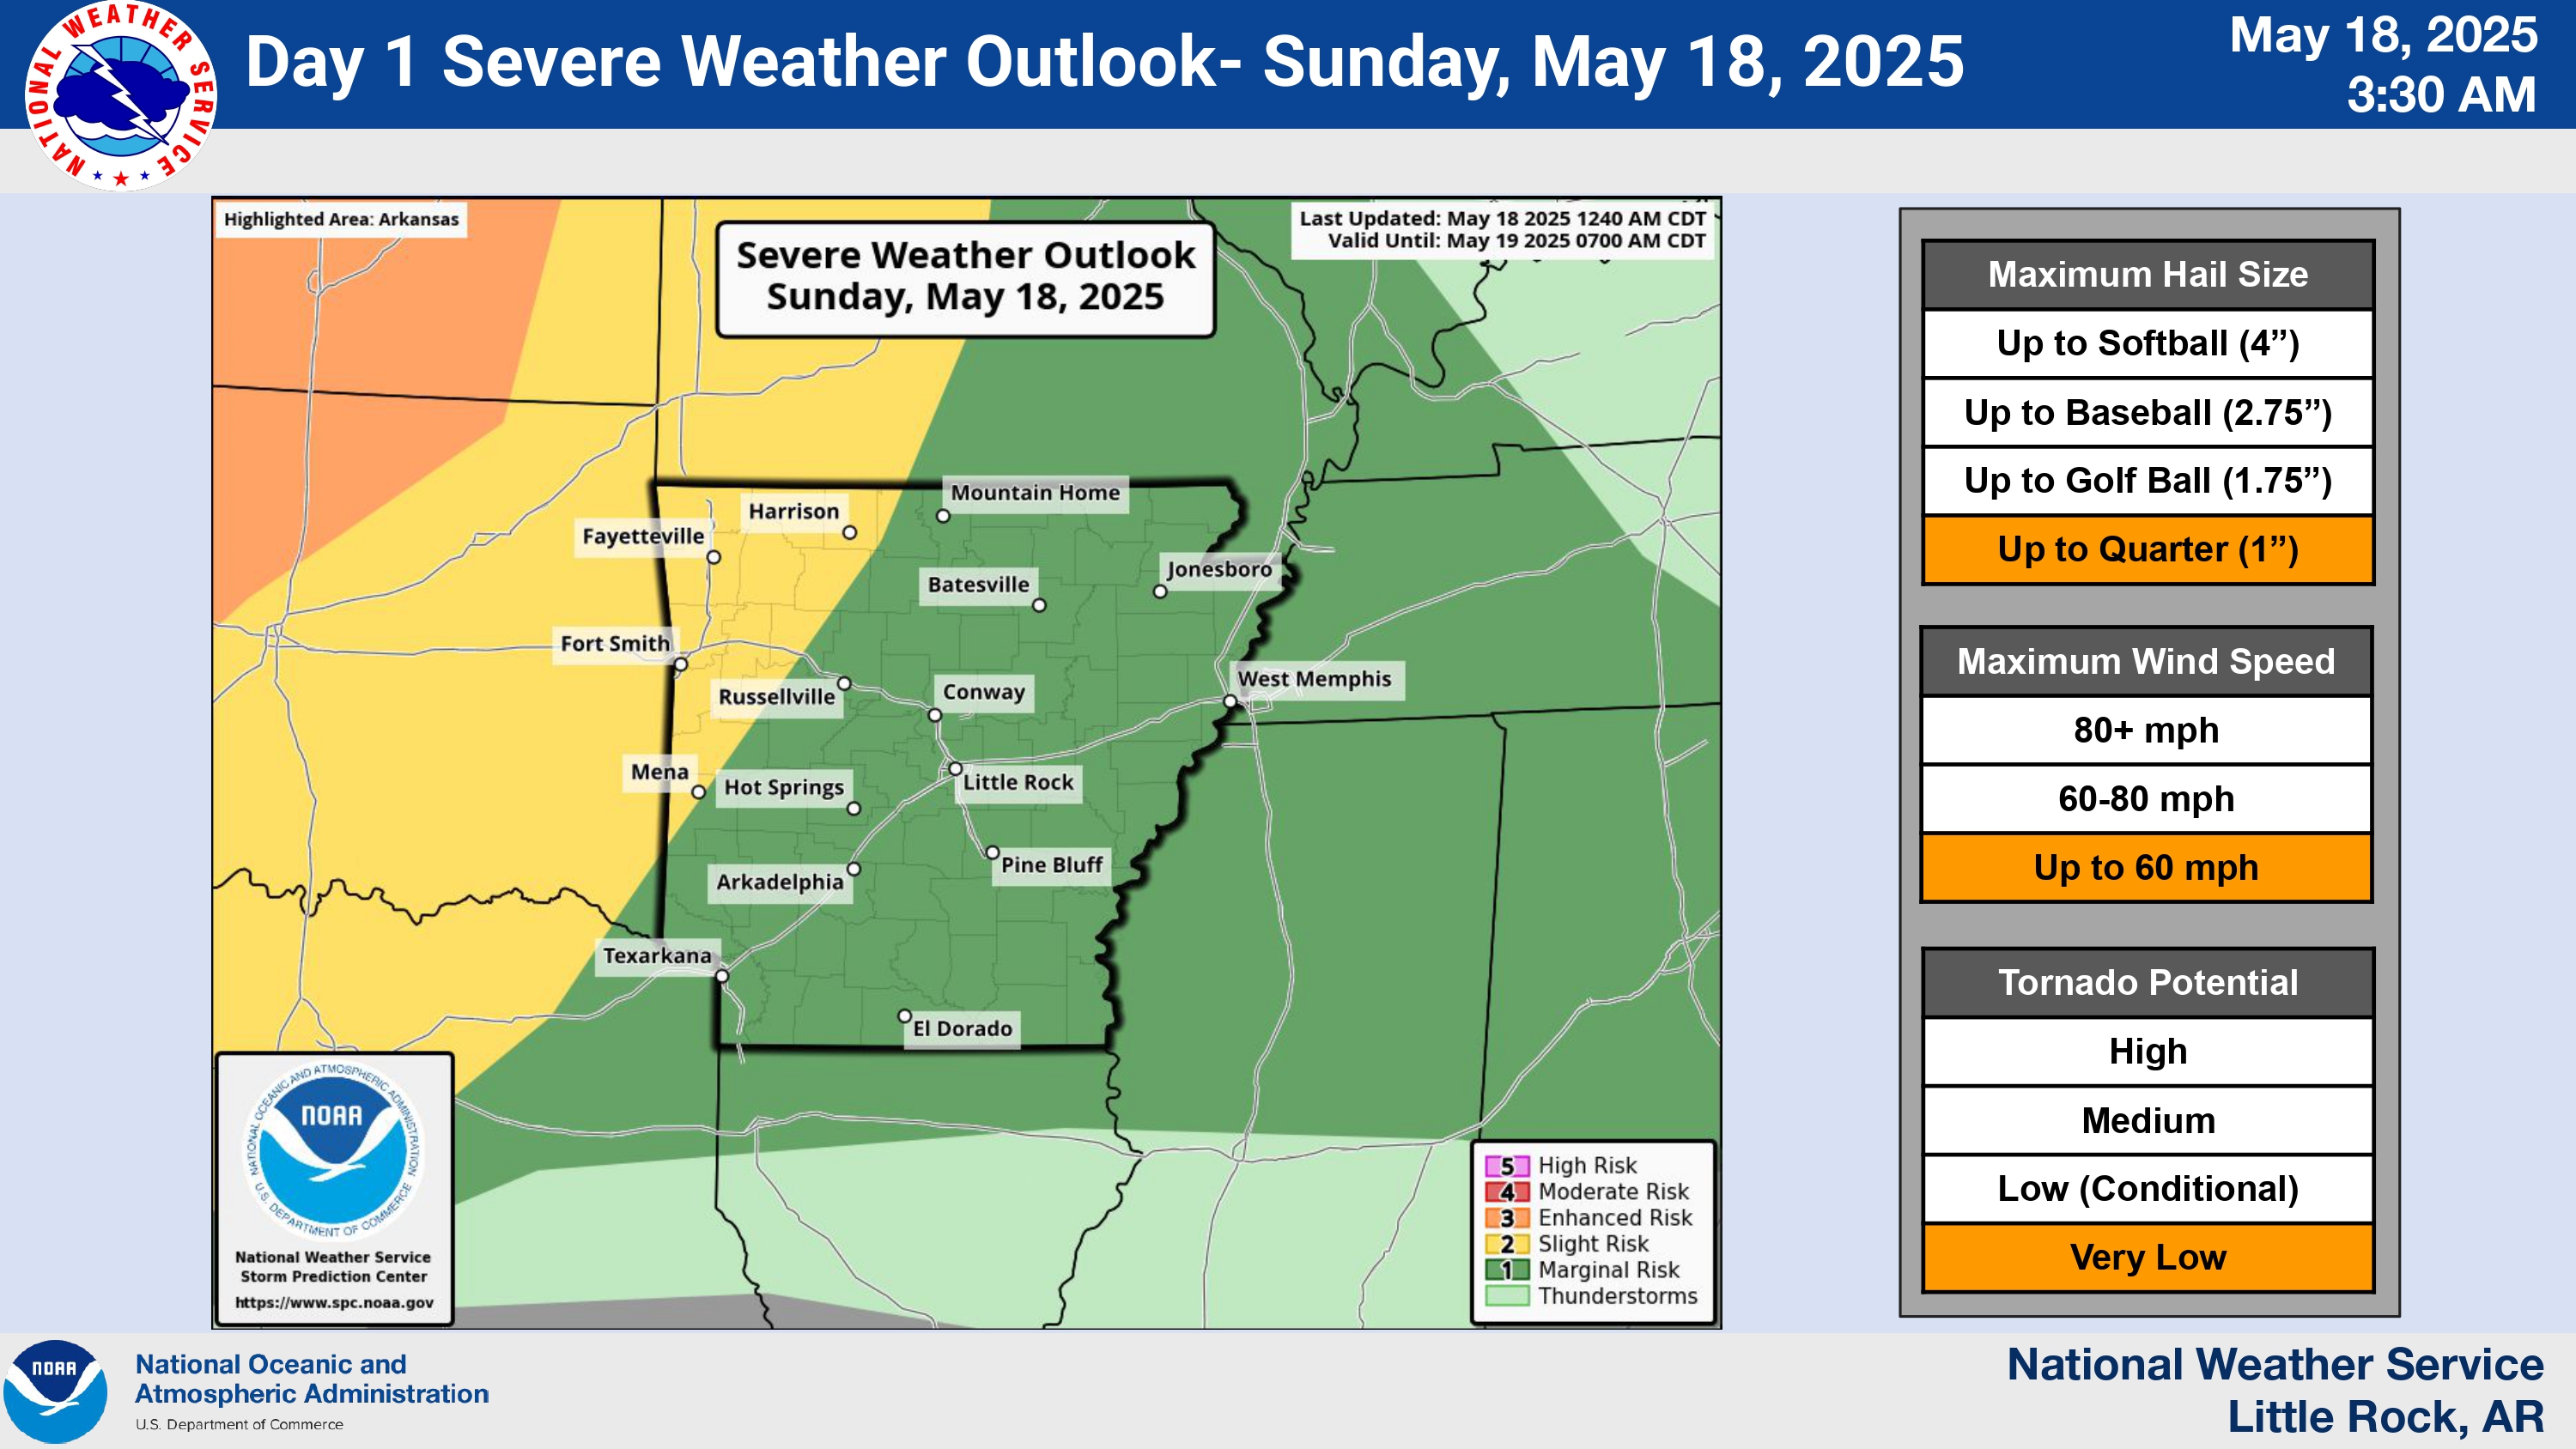 NATIONAL WEATHER SERVICE
Day 1 Severe Weather Outlook- Sunday, May 18, 2025
May 18, 2025
3:30 AM
Highlighted Area: Arkansas
Severe Weather Outlook
Sunday, May 18, 2025
Last Updated: May 18 2025 1240 AM CDT
Valid Until: May 19 2025 0700 AM CDT
Mountain Home
Harrison
Fayetteville
Jonesboro
Batesville
Fort Smith
West Memphis
Russellville
Conway
Mena
Hot Springs
Little Rock
Pine Bluff
Arkadelphia
Texarkana
El Dorado
NATIONAL OCEANIC AND ATMOSPHERIC ADMINISTRATION
NOAA
U.S. DEPARTMENT OF COMMERCE
National Weather Service
Storm Prediction Center
https://www.spc.noaa.gov
5 High Risk
4 Moderate Risk
3 Enhanced Risk
2 Slight Risk
1 Marginal Risk
Thunderstorms
Maximum Hail Size
Up to Softball (4”)
Up to Baseball (2.75”)
Up to Golf Ball (1.75”)
Up to Quarter (1”)
Maximum Wind Speed
80+ mph
60-80 mph
Up to 60 mph
Tornado Potential
High
Medium
Low (Conditional)
Very Low
NOAA
National Oceanic and
Atmospheric Administration
U.S. Department of Commerce
National Weather Service
Little Rock, AR